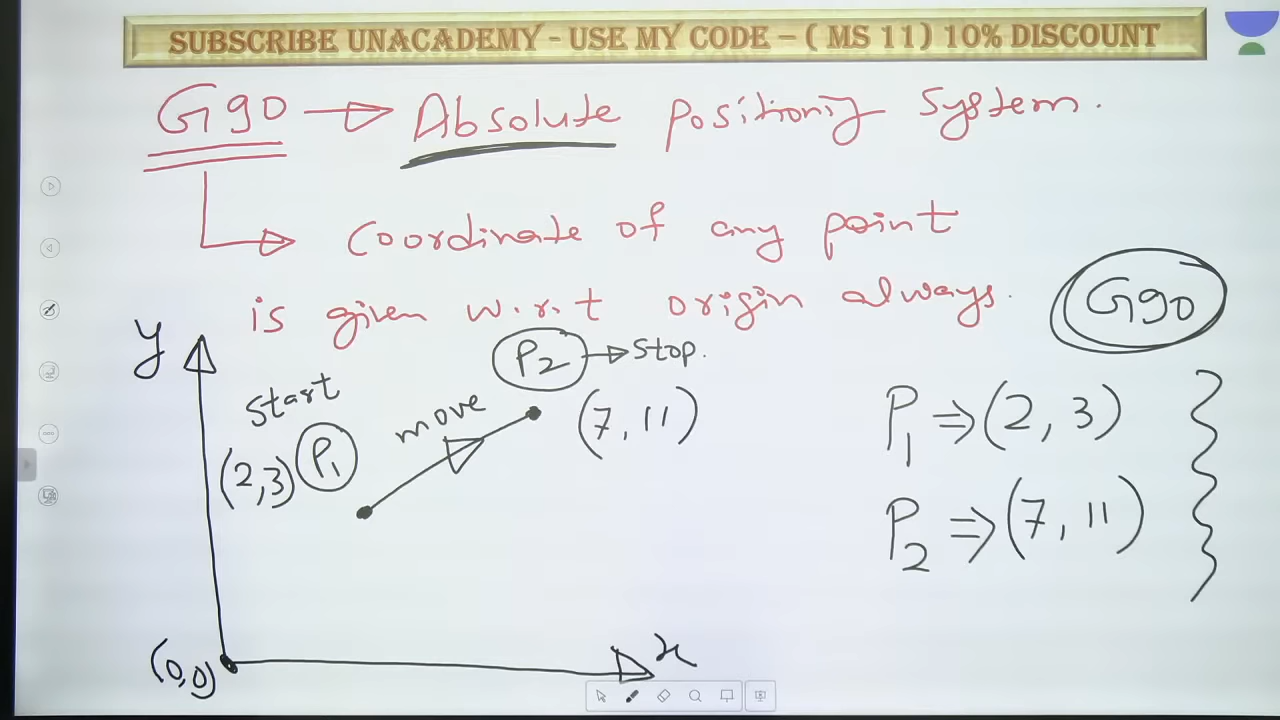 SUBSCRIBE UNACADEMY - USE MY CODE – ( MS 11) 10% DISCOUNT
G90 → Absolute positioning system.
Coordinate of any point
is given w.r.t origin always.
G90
y
P2 → Stop.
Start
move
(7, 11)
P1 ⇒ (2, 3)
(2,3) P1
P2 ⇒ (7, 11)
(0,0)
x